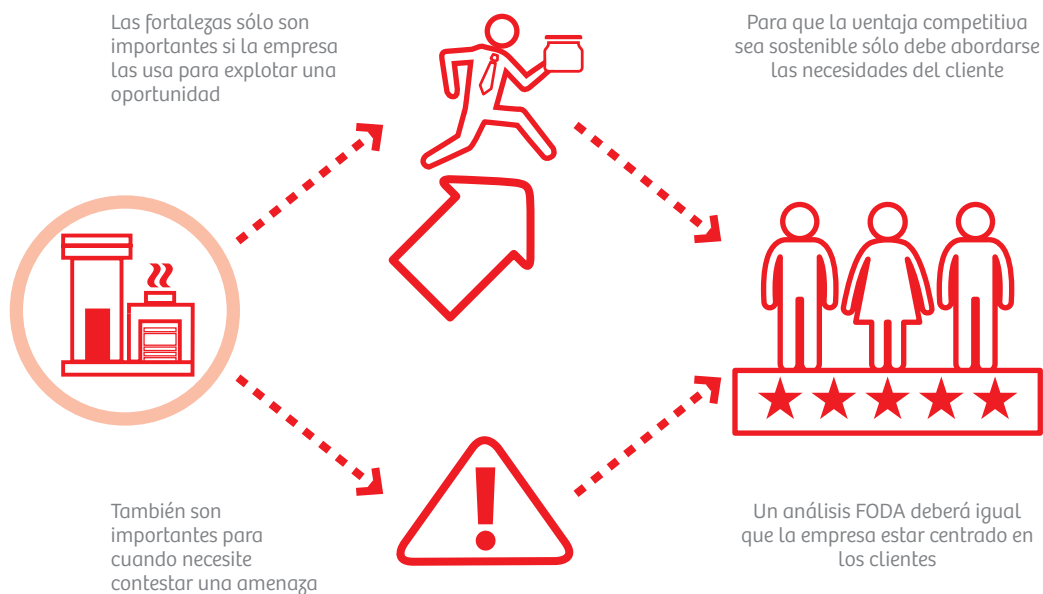 Las fortalezas sólo son
importantes si la empresa
las usa para explotar una
oportunidad
Para que la ventaja competitiva
sea sostenible sólo debe abordarse
las necesidades del cliente
También son
importantes para
cuando necesite
contestar una amenaza
Un análisis FODA deberá igual
que la empresa estar centrado en
los clientes